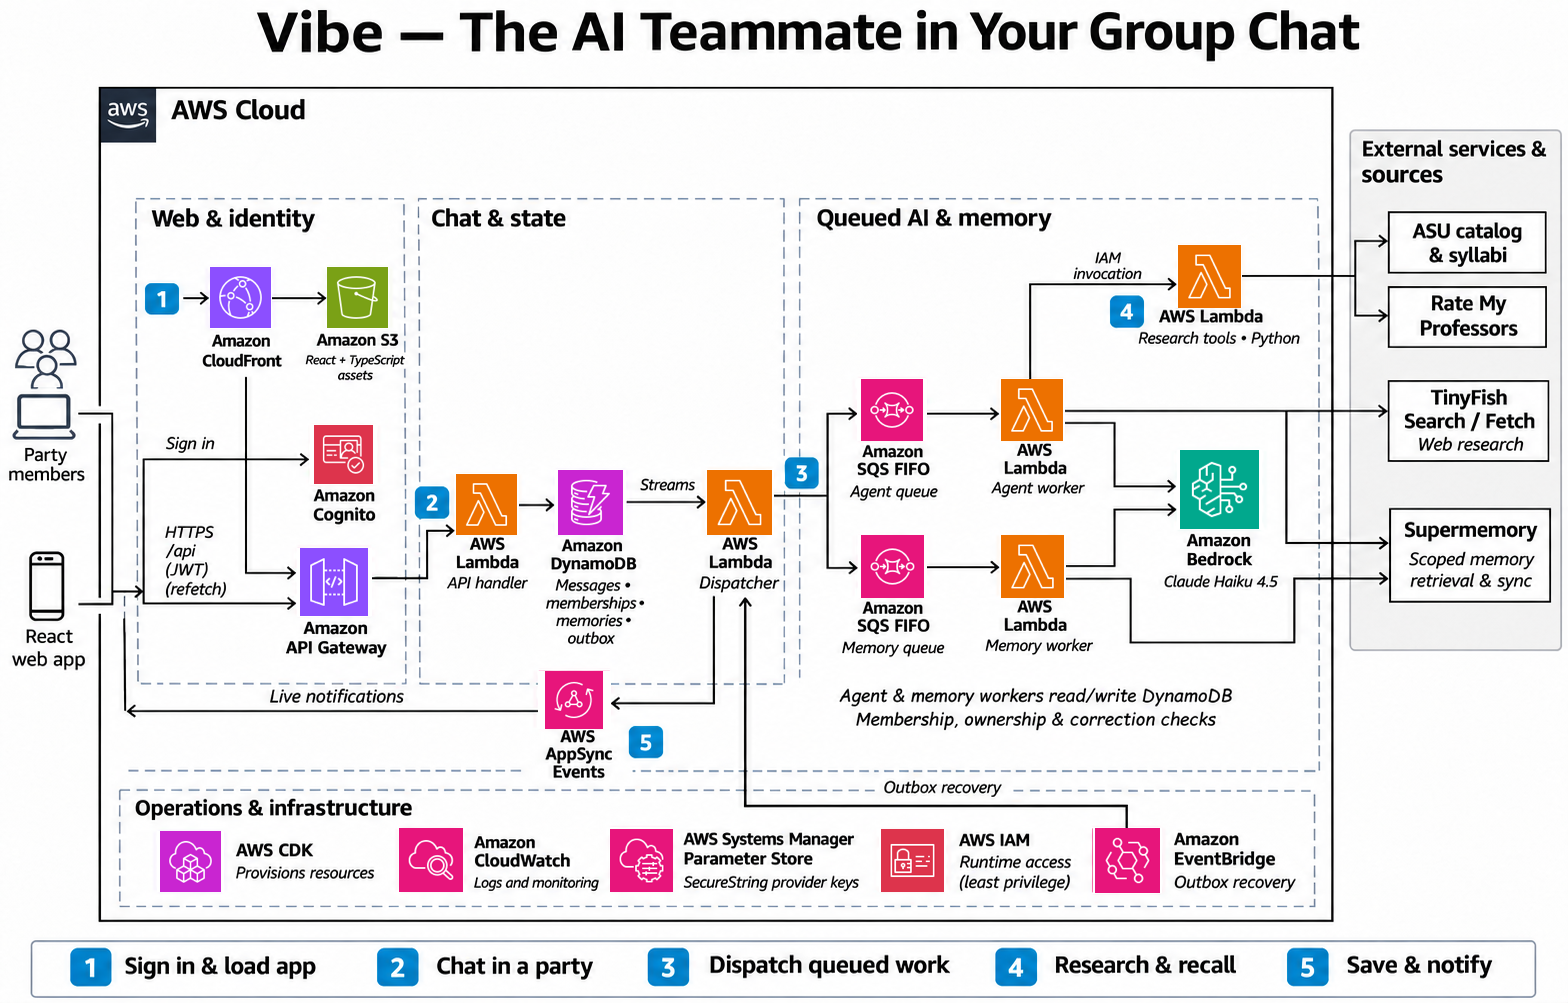 Vibe — The AI Teammate in Your Group Chat
aws
AWS Cloud
External services &
sources
Web & identity
Chat & state
Queued AI & memory
1
Amazon
CloudFront
Amazon S3
React + TypeScript
assets
Party
members
React
web app
Sign in
Amazon
Cognito
HTTPS
/api
(JWT)
(refetch)
Amazon
API Gateway
2
AWS
Lambda
API handler
Amazon
DynamoDB
Messages •
memberships •
memories •
outbox
Streams
AWS
Lambda
Dispatcher
3
Amazon
SQS FIFO
Agent queue
AWS
Lambda
Agent worker
IAM
invocation
4
AWS Lambda
Research tools • Python
Amazon
SQS FIFO
Memory queue
AWS
Lambda
Memory worker
Amazon
Bedrock
Claude Haiku 4.5
ASU catalog
& syllabi
Rate My
Professors
TinyFish
Search / Fetch
Web research
Supermemory
Scoped memory
retrieval & sync
Live notifications
AWS
AppSync
Events
5
Agent & memory workers read/write DynamoDB
Membership, ownership & correction checks
Outbox recovery
Operations & infrastructure
AWS CDK
Provisions resources
Amazon
CloudWatch
Logs and monitoring
AWS Systems Manager
Parameter Store
SecureString provider keys
AWS IAM
Runtime access
(least privilege)
Amazon
EventBridge
Outbox recovery
1 Sign in & load app
2 Chat in a party
3 Dispatch queued work
4 Research & recall
5 Save & notify